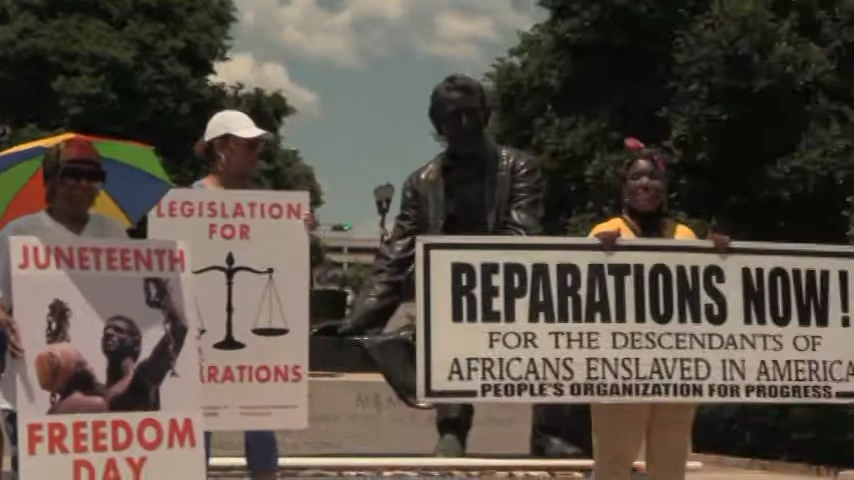 JUNETEENTH
FREEDOM
DAY
LEGISLATION
FOR
REPARATIONS NOW!
FOR THE DESCENDANTS OF
AFRICANS ENSLAVED IN AMERICA
PEOPLE'S ORGANIZATION FOR PROGRESS